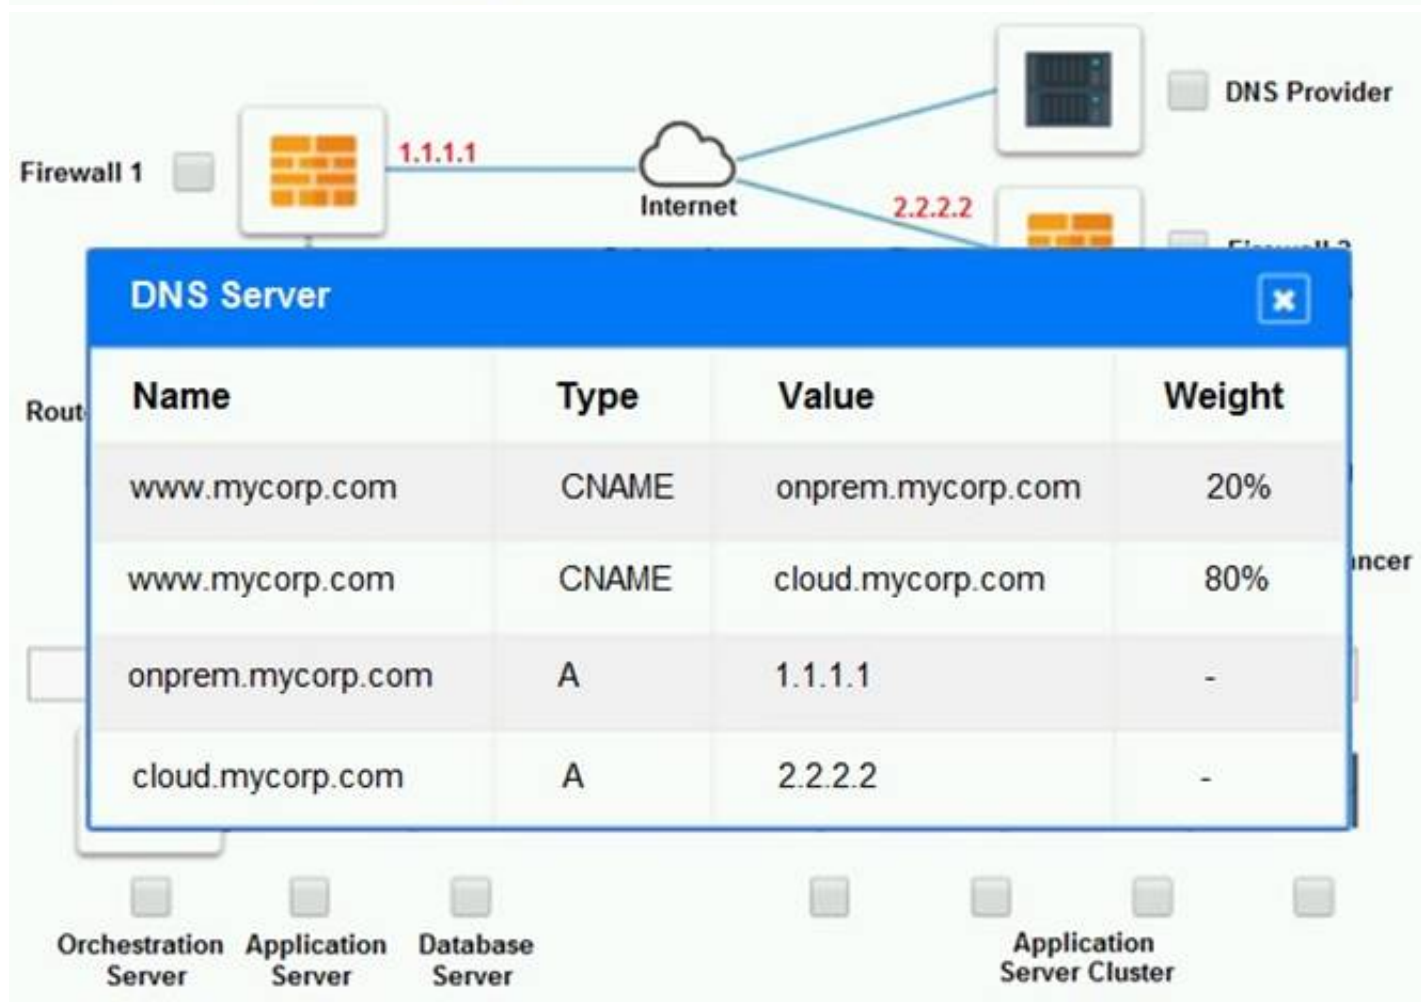 DNS Provider
1.1.1.1
Firewall 1
Internet
2.2.2.2
DNS Server
Name Type Value Weight
www.mycorp.com CNAME onprem.mycorp.com 20%
www.mycorp.com CNAME cloud.mycorp.com 80%
onprem.mycorp.com A 1.1.1.1 -
cloud.mycorp.com A 2.2.2.2 -
Orchestration Server
Application Server
Database Server
Application Server Cluster